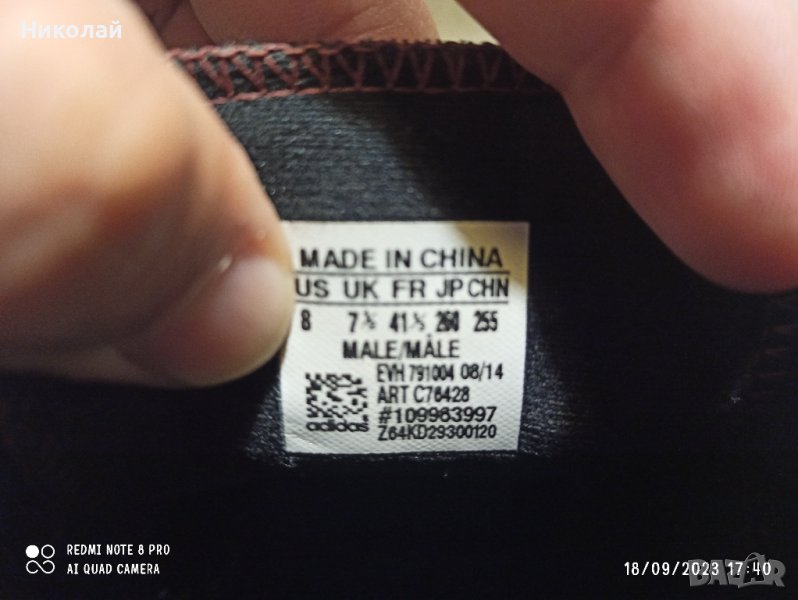 Николай
MADE IN CHINA
US UK FR JP CHN
8 7½ 41⅓ 260 255
MALE/MÂLE
EVH 791004 08/14
ART C76428
#109963997
Z64KD29300120
adidas
REDMI NOTE 8 PRO
AI QUAD CAMERA
18/09/2023 17:40
BAZAR